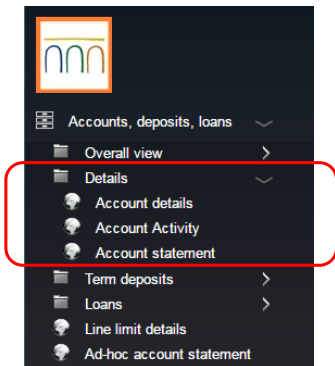 Accounts, deposits, loans
Overall view
Details
Account details
Account Activity
Account statement
Term deposits
Loans
Line limit details
Ad-hoc account statement